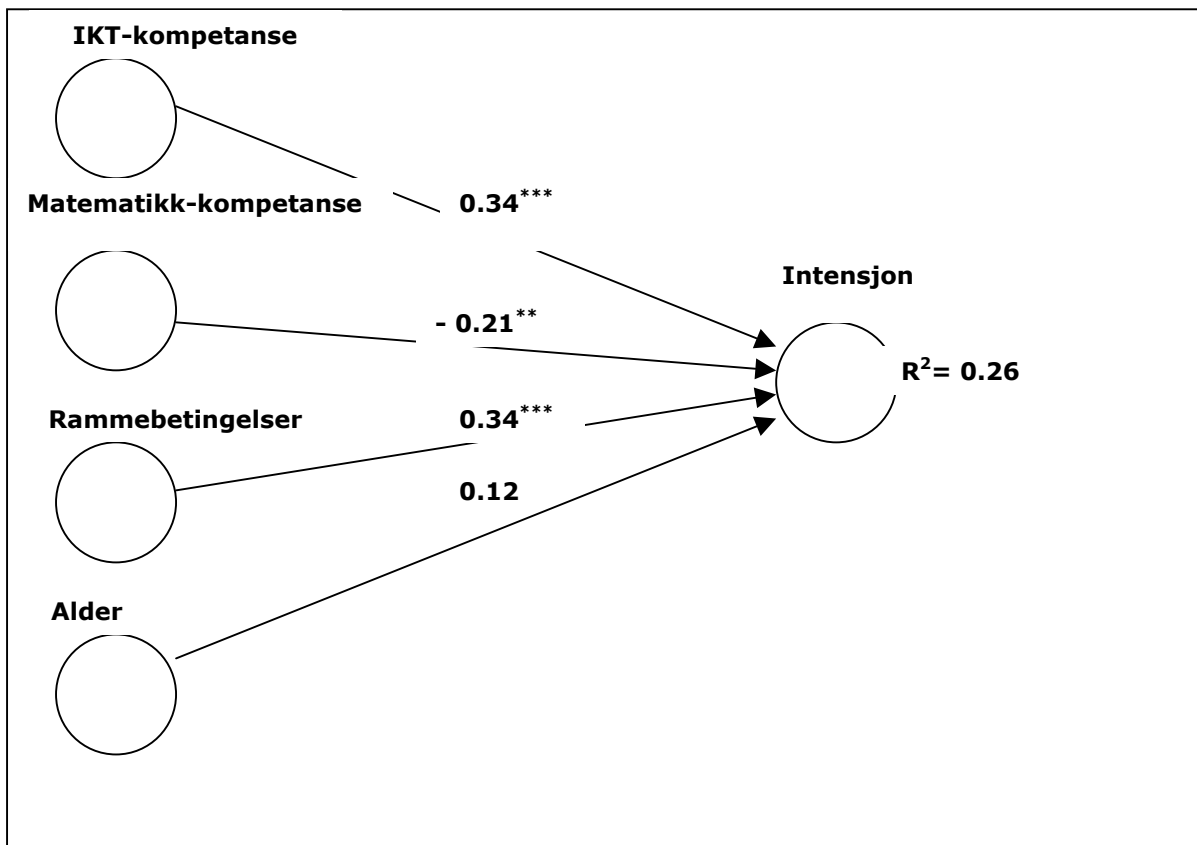 IKT-kompetanse
Matematikk-kompetanse
0.34***
Intensjon
- 0.21**
R²= 0.26
Rammebetingelser
0.34***
0.12
Alder